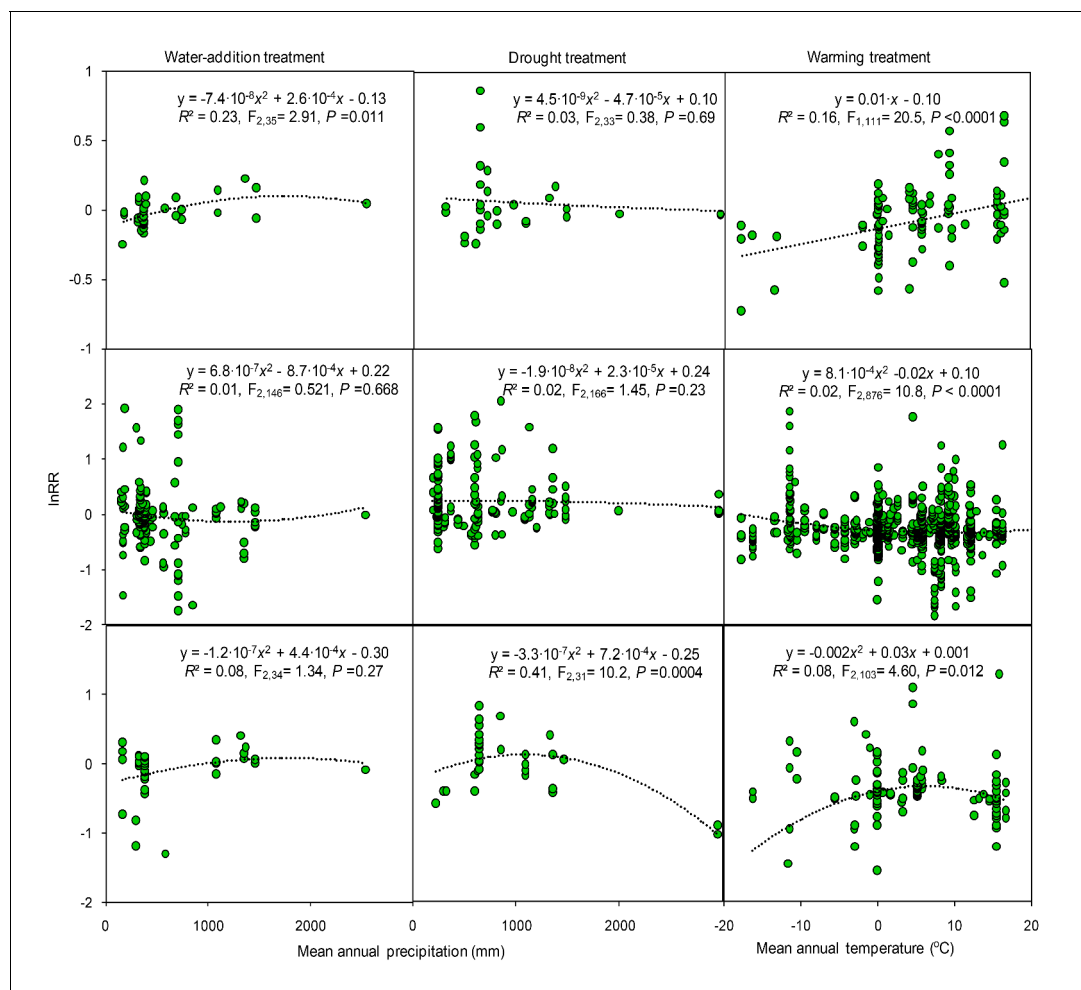 Water-addition treatment Drought treatment Warming treatment
1
y = -7.4·10⁻⁸x² + 2.6·10⁻⁴x - 0.13
R² = 0.23, F₂,₃₅= 2.91, P =0.011
y = 4.5·10⁻⁹x² - 4.7·10⁻⁵x + 0.10
R² = 0.03, F₂,₃₃= 0.38, P =0.69
y = 0.01·x - 0.10
R² = 0.16, F₁,₁₁₁= 20.5, P <0.0001
0.5
0
-0.5
-1
y = 6.8·10⁻⁷x² - 8.7·10⁻⁴x + 0.22
R² = 0.01, F₂,₁₄₆= 0.521, P =0.668
y = -1.9·10⁻⁸x² + 2.3·10⁻⁵x + 0.24
R² = 0.02, F₂,₁₆₆= 1.45, P =0.23
y = 8.1·10⁻⁴x² -0.02x + 0.10
R² = 0.02, F₂,₈₇₆= 10.8, P < 0.0001
2
1
lnRR
0
-1
-2
y = -1.2·10⁻⁷x² + 4.4·10⁻⁴x - 0.30
R² = 0.08, F₂,₃₄= 1.34, P =0.27
y = -3.3·10⁻⁷x² + 7.2·10⁻⁴x - 0.25
R² = 0.41, F₂,₃₁= 10.2, P =0.0004
y = -0.002x² + 0.03x + 0.001
R² = 0.08, F₂,₁₀₃= 4.60, P =0.012
1
0
-1
-2
0 1000 2000 0 1000 2000 -20 -10 0 10 20
Mean annual precipitation (mm) Mean annual temperature (°C)